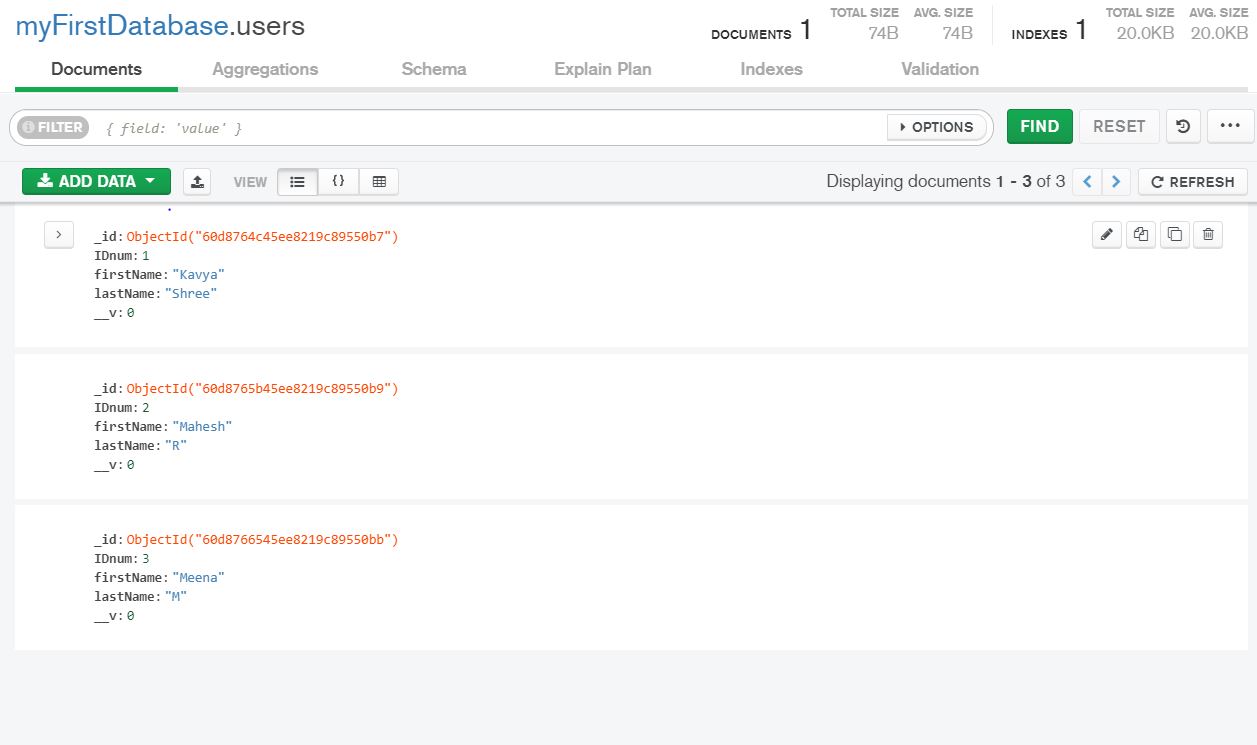 myFirstDatabase.users
DOCUMENTS 1 TOTAL SIZE 74B AVG. SIZE 74B INDEXES 1 TOTAL SIZE 20.0KB AVG. SIZE 20.0KB
Documents Aggregations Schema Explain Plan Indexes Validation
FILTER { field: 'value' } OPTIONS FIND RESET ...
ADD DATA VIEW {} Displaying documents 1 - 3 of 3 < > REFRESH
_id: ObjectId("60d8764c45ee8219c89550b7")
IDnum: 1
firstName: "Kavya"
lastName: "Shree"
__v: 0
_id: ObjectId("60d8765b45ee8219c89550b9")
IDnum: 2
firstName: "Mahesh"
lastName: "R"
__v: 0
_id: ObjectId("60d8766545ee8219c89550bb")
IDnum: 3
firstName: "Meena"
lastName: "M"
__v: 0